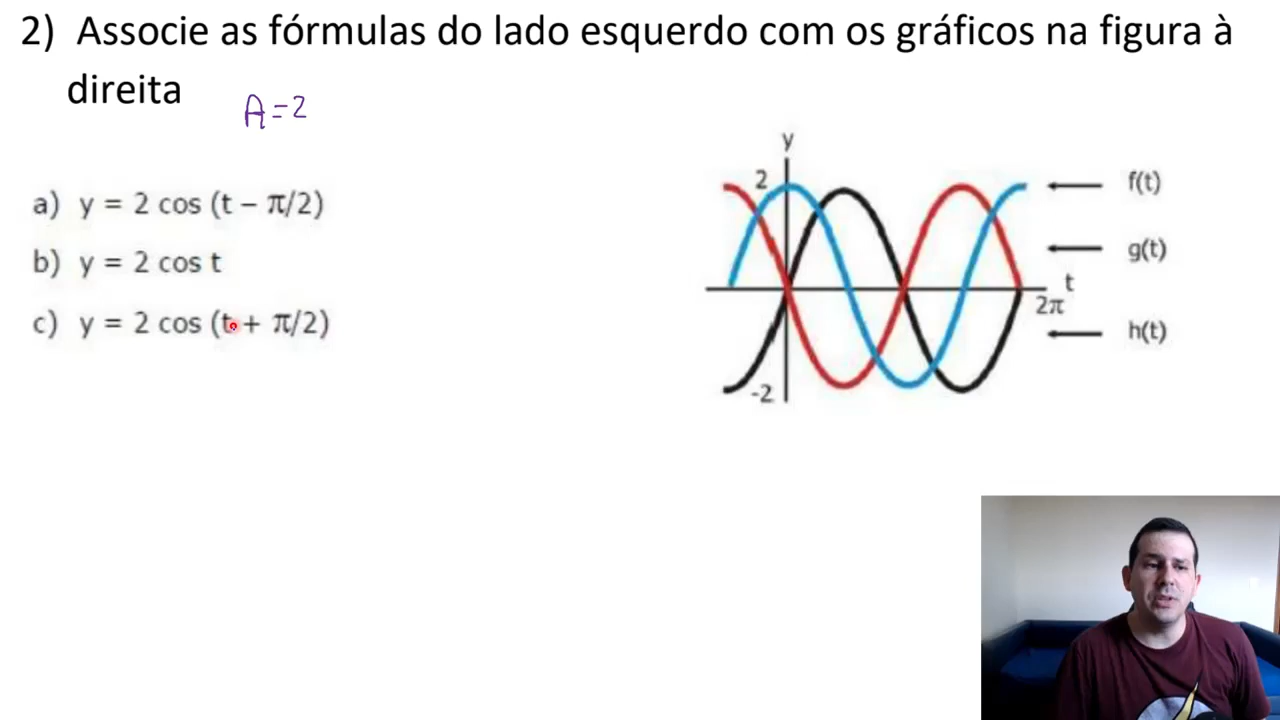 2) Associe as fórmulas do lado esquerdo com os gráficos na figura à
direita
A=2
a) y = 2 cos (t – π/2)
b) y = 2 cos t
c) y = 2 cos (t + π/2)
y
2
-2
t
2π
f(t)
g(t)
h(t)